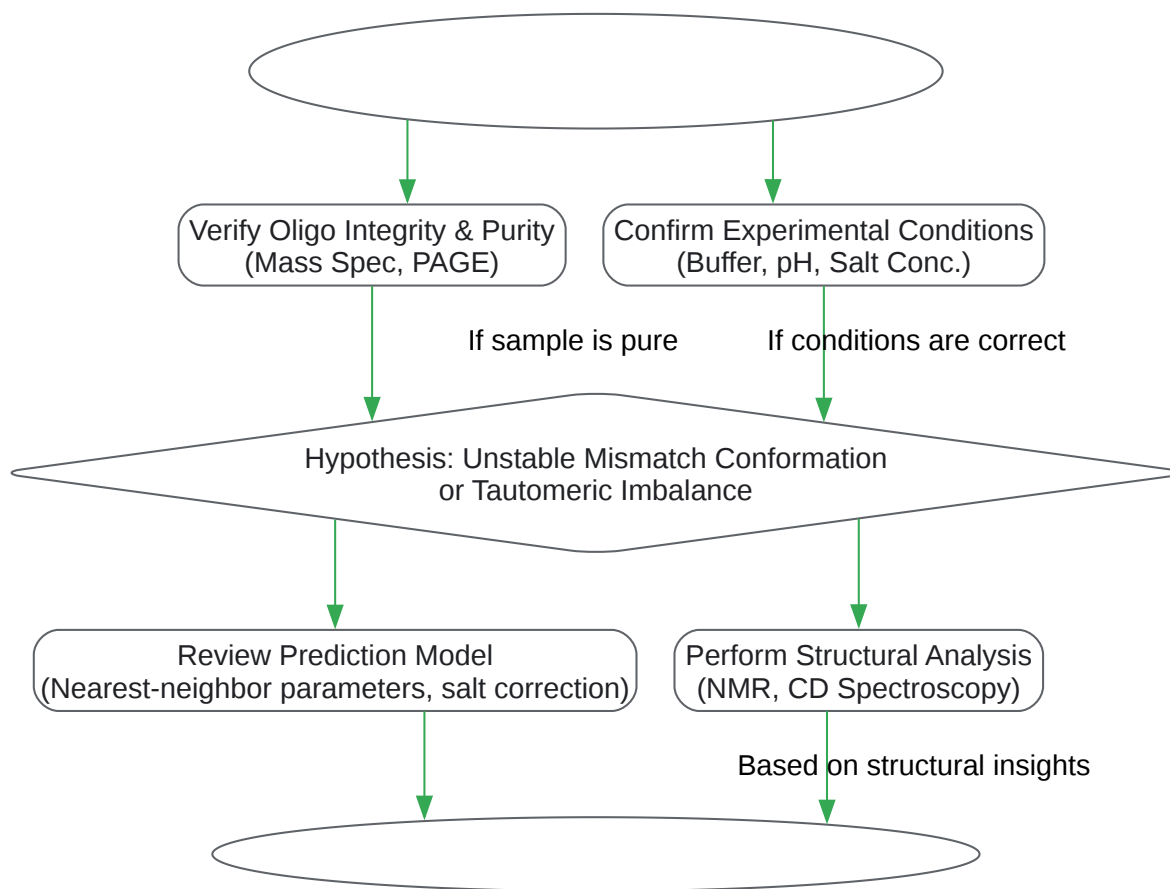 Verify Oligo Integrity & Purity
(Mass Spec, PAGE)
Confirm Experimental Conditions
(Buffer, pH, Salt Conc.)
If sample is pure
If conditions are correct
Hypothesis: Unstable Mismatch Conformation
or Tautomeric Imbalance
Review Prediction Model
(Nearest-neighbor parameters, salt correction)
Perform Structural Analysis
(NMR, CD Spectroscopy)
Based on structural insights